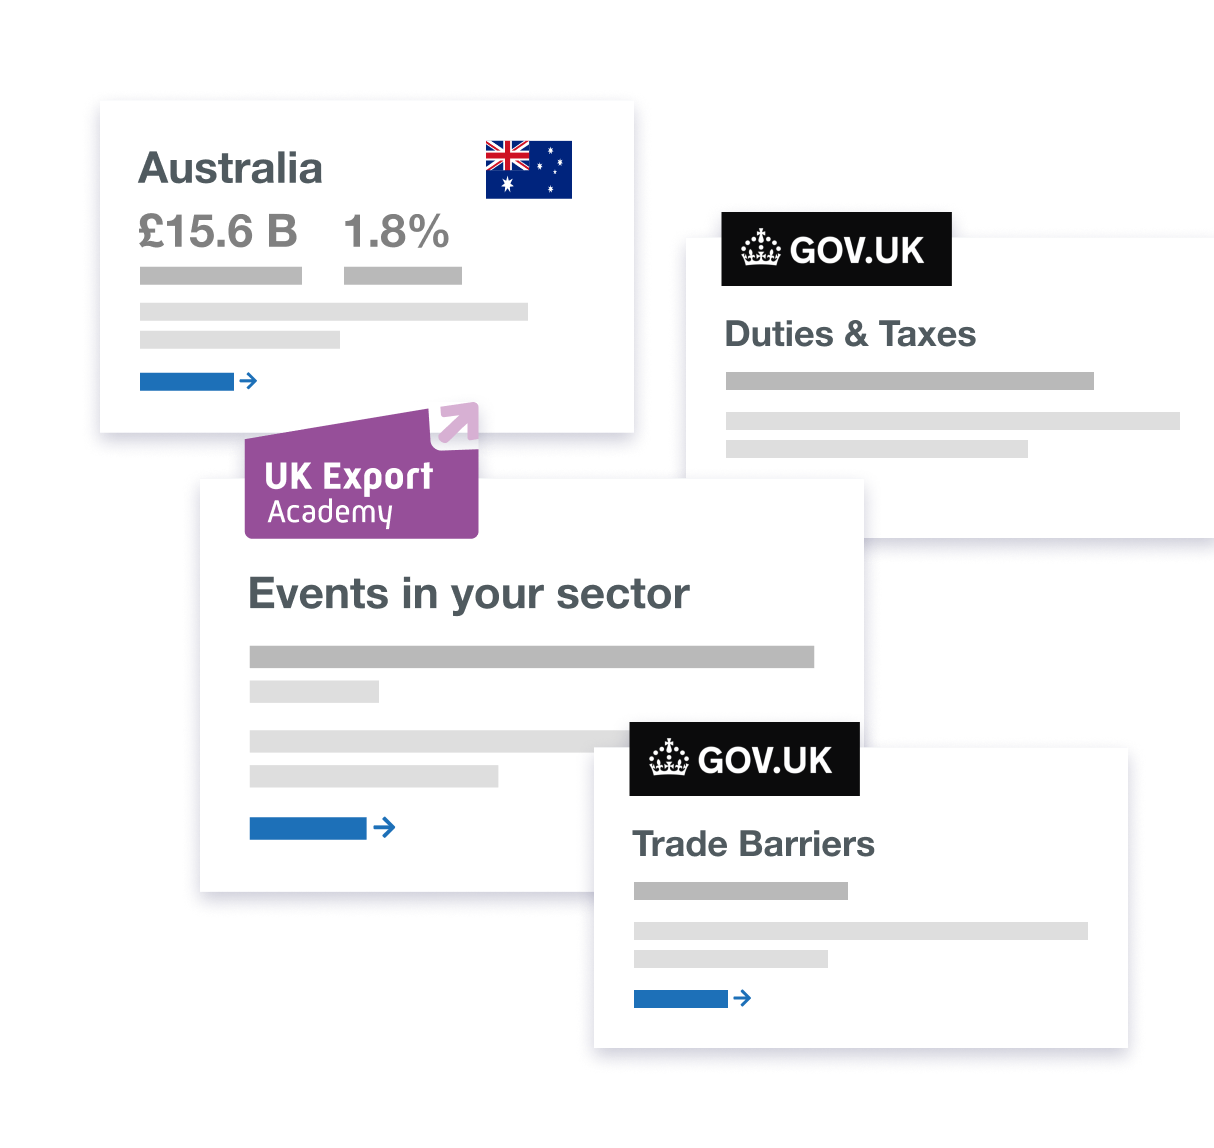 Australia
£15.6 B 1.8%
GOV.UK
Duties & Taxes
UK Export
Academy
Events in your sector
GOV.UK
Trade Barriers